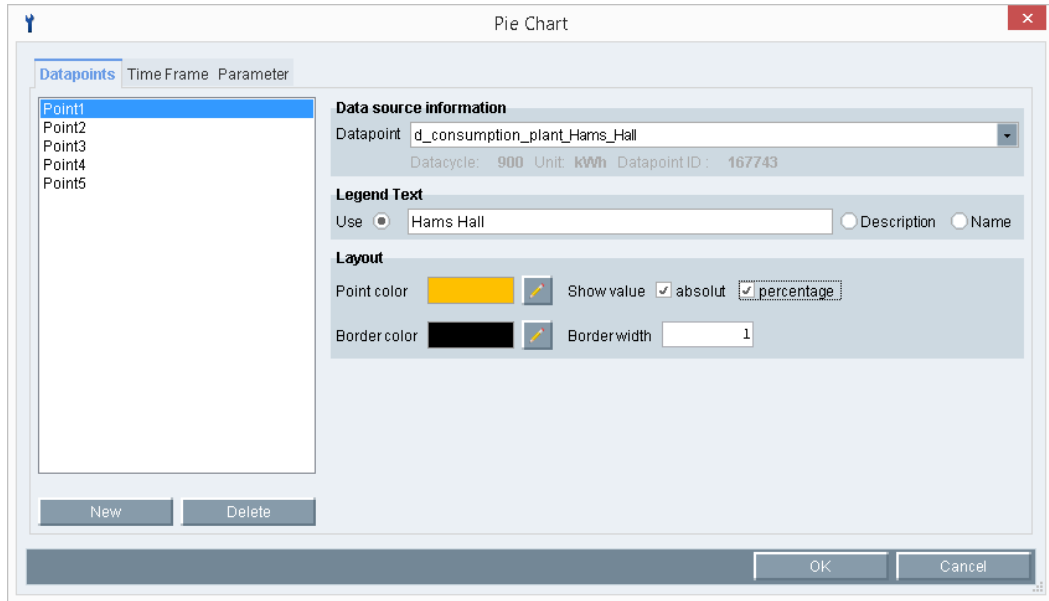 Pie Chart
Datapoints Time Frame Parameter
Point1
Point2
Point3
Point4
Point5
New Delete
Data source information
Datapoint d_consumption_plant_Hams_Hall
Datacycle: 900 Unit: kWh Datapoint ID : 167743
Legend Text
Use Hams Hall Description Name
Layout
Point color Show value absolut percentage
Border color Border width 1
OK Cancel